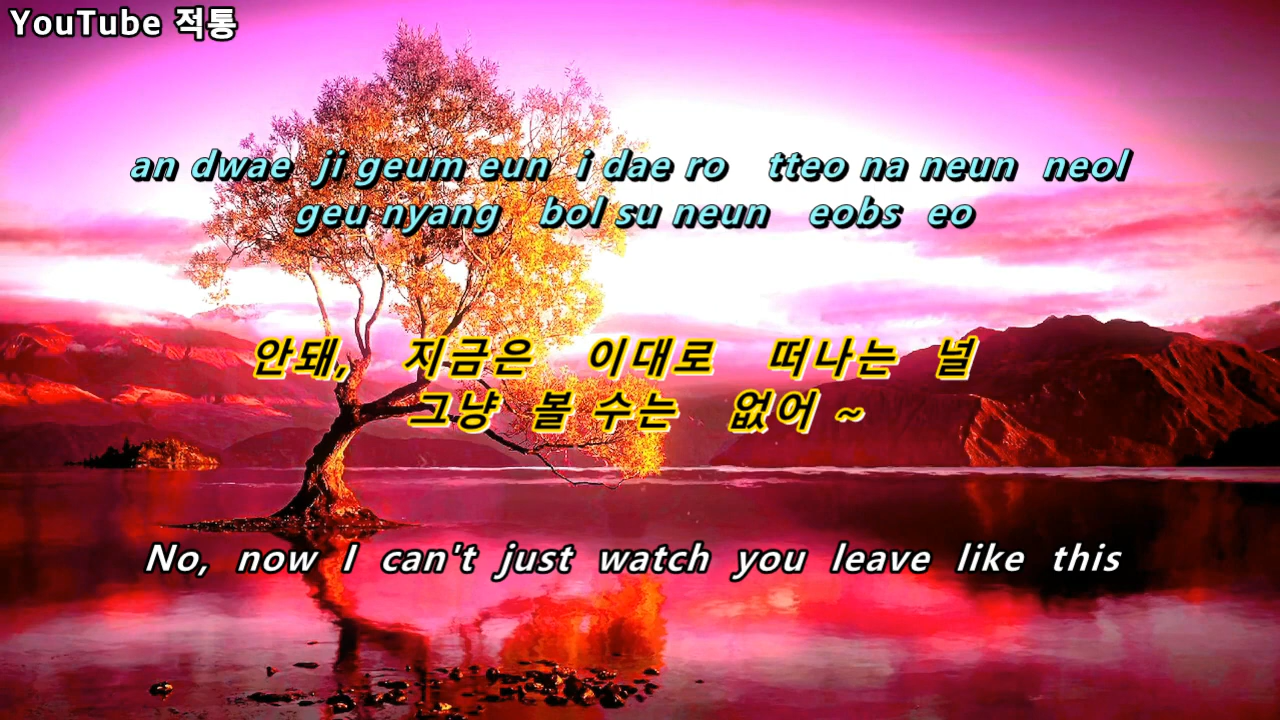 YouTube 적통
an dwae ji geum eun i dae ro tteo na neun neol
geu nyang bol su neun eobs eo
안돼, 지금은 이대로 떠나는 널
그냥 볼 수는 없어 ~
No, now I can't just watch you leave like this